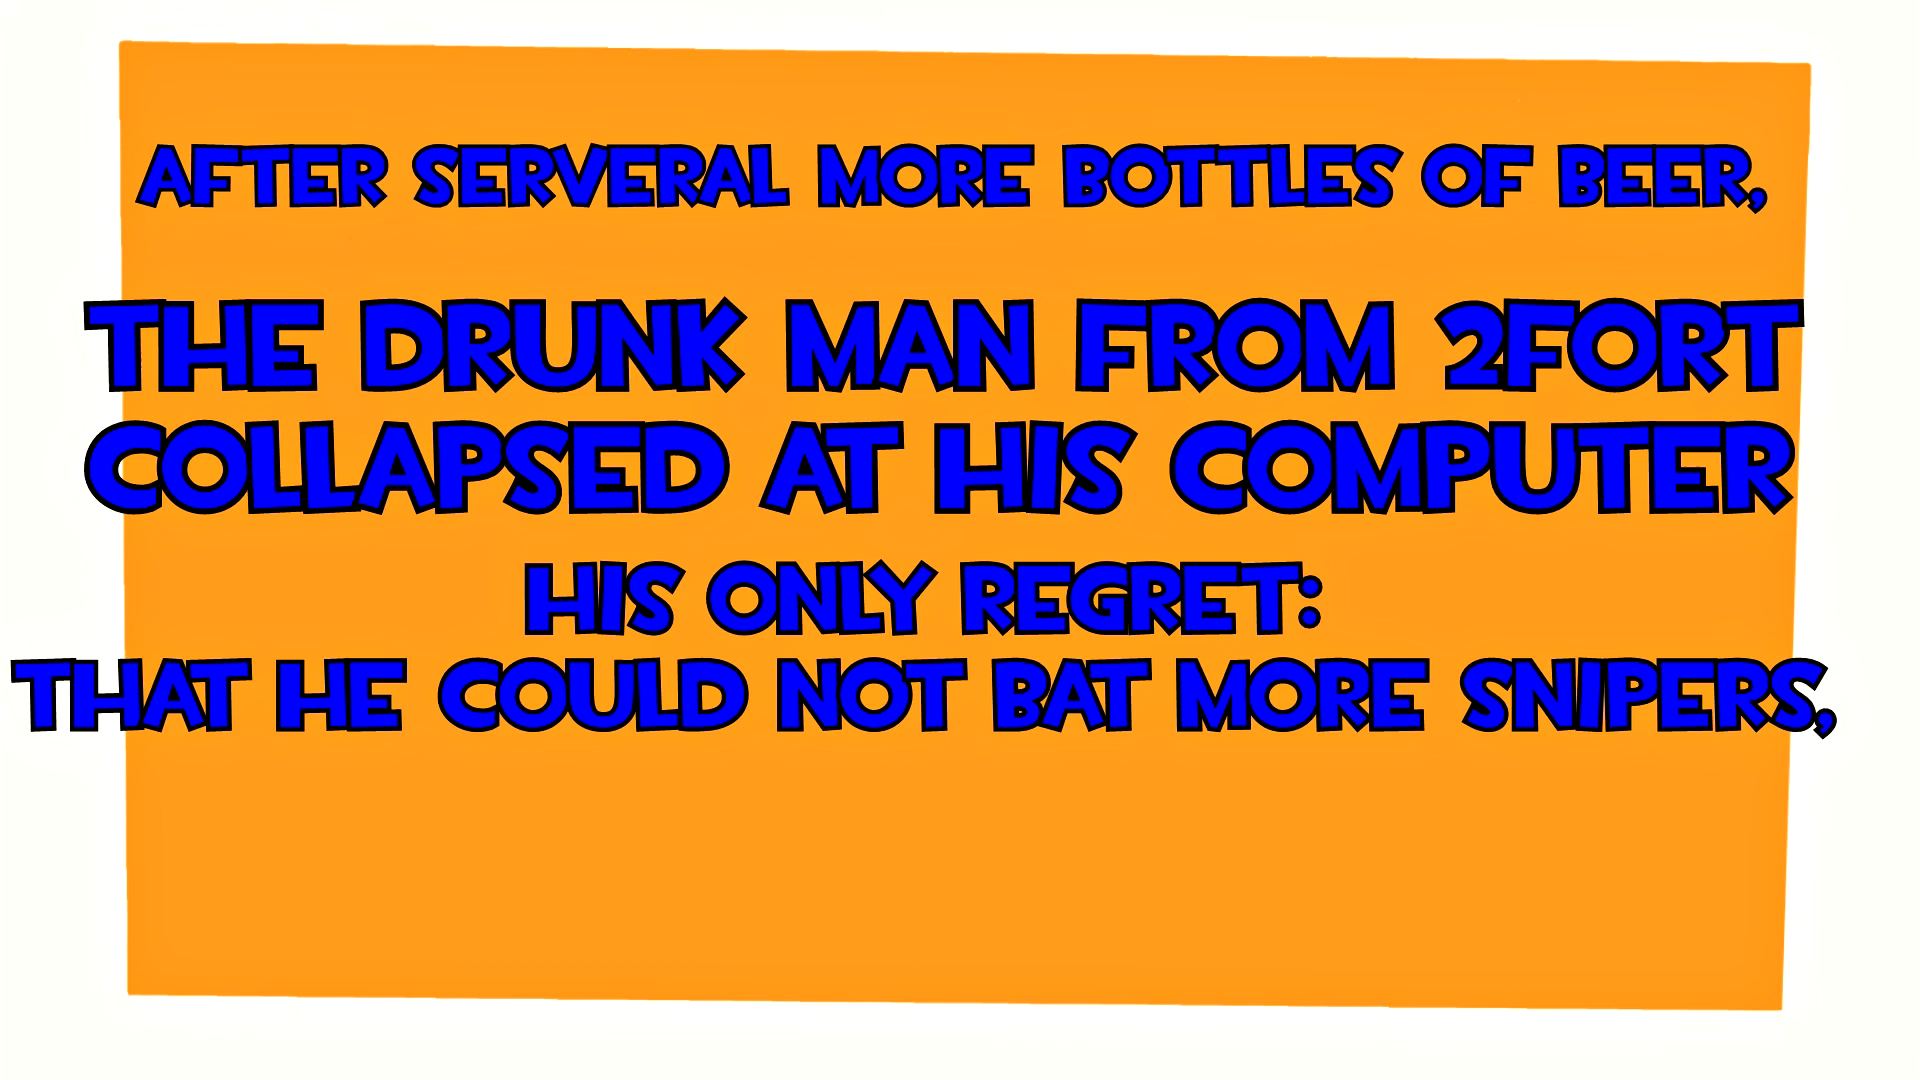 AFTER SERVERAL MORE BOTTLES OF BEER,
THE DRUNK MAN FROM 2FORT
COLLAPSED AT HIS COMPUTER
HIS ONLY REGRET:
THAT HE COULD NOT BAT MORE SNIPERS,